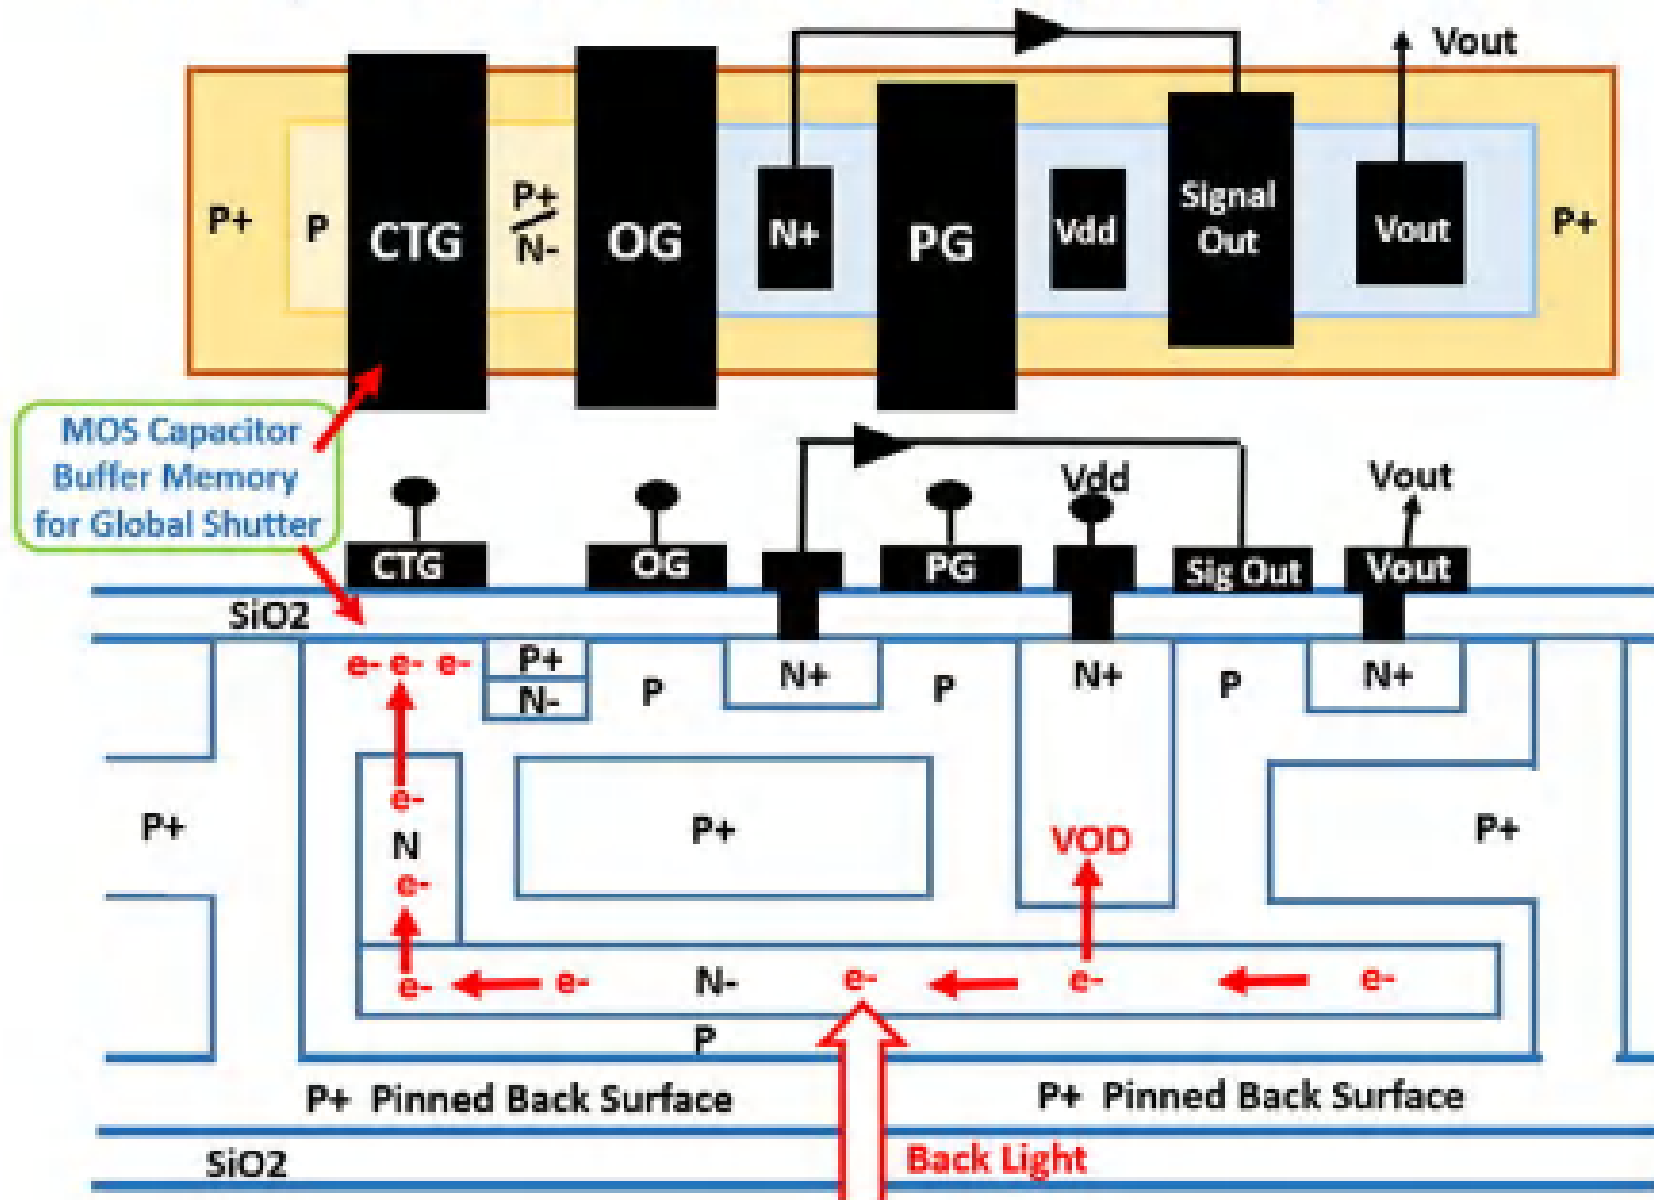 Vout
P+
P
CTG
P+
/
N-
OG
N+
PG
Vdd
Signal
Out
Vout
P+
MOS Capacitor
Buffer Memory
for Global Shutter
Vdd
Vout
CTG
OG
PG
Sig Out
Vout
SiO2
e- e- e-
P+
N-
P
N+
P
N+
P
N+
P+
e-
N
e-
P+
VOD
P+
e-
e-
N-
e-
e-
e-
P
P+ Pinned Back Surface
P+ Pinned Back Surface
SiO2
Back Light